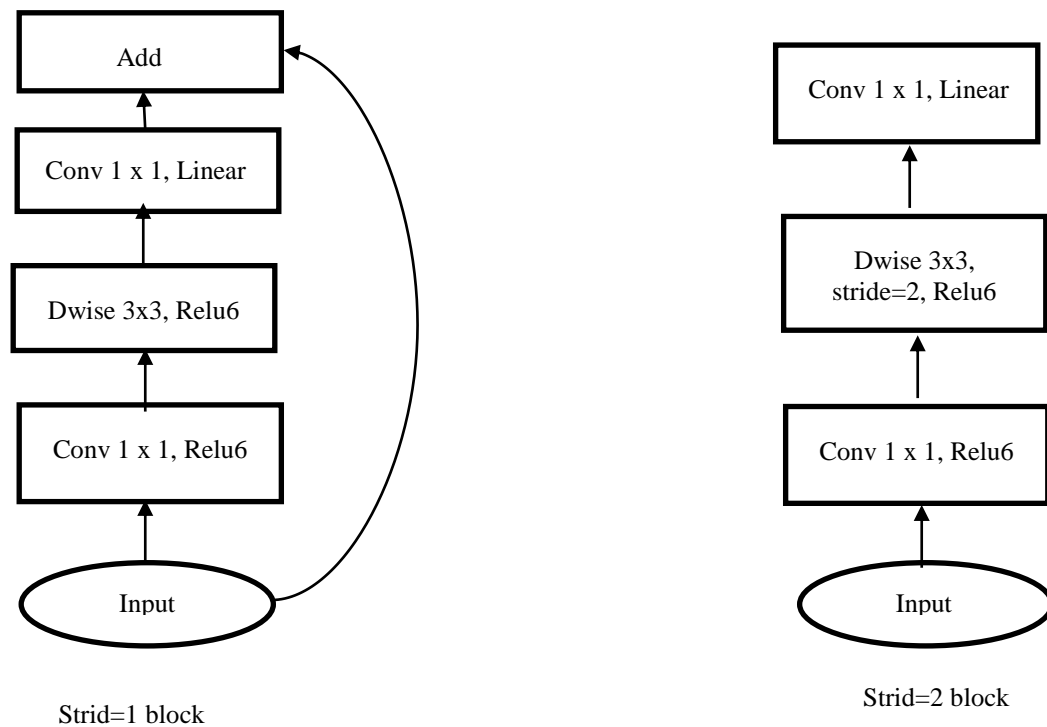 Add
Conv 1 x 1, Linear
Dwise 3x3, Relu6
Conv 1 x 1, Relu6
Input
Strid=1 block
Conv 1 x 1, Linear
Dwise 3x3,
stride=2, Relu6
Conv 1 x 1, Relu6
Input
Strid=2 block